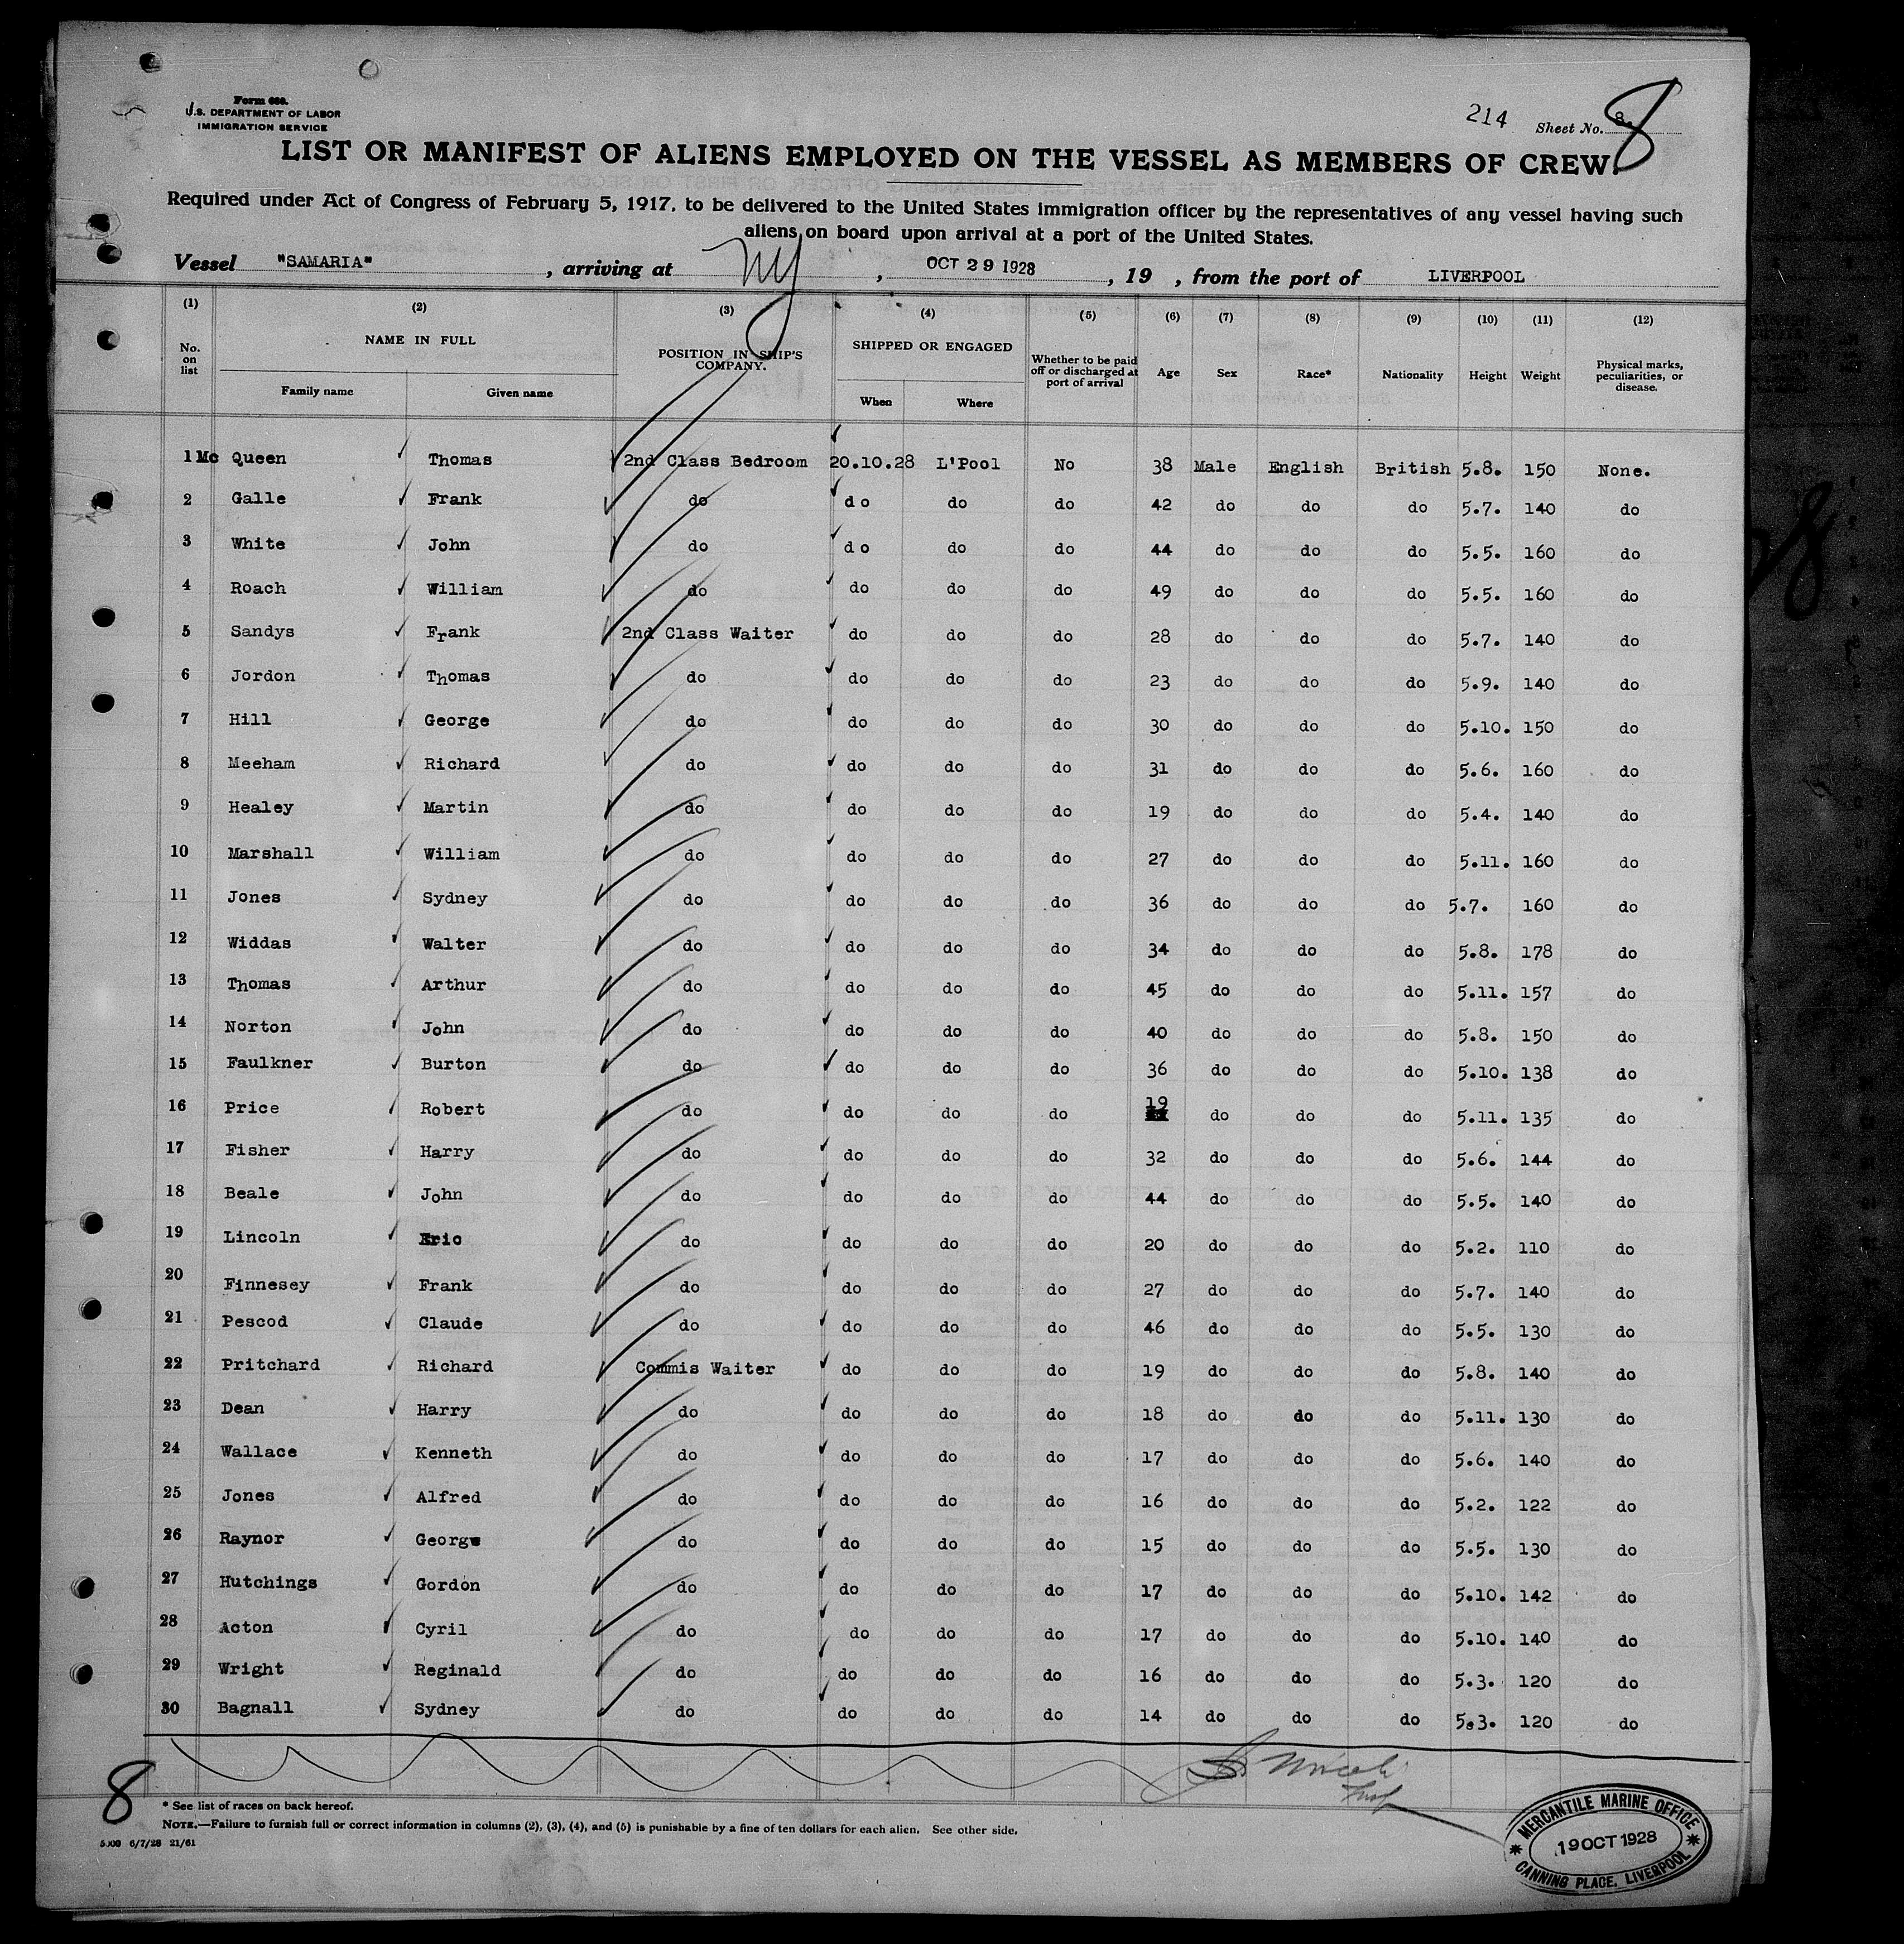 Form 680.
U.S. DEPARTMENT OF LABOR
IMMIGRATION SERVICE
214 Sheet No. 8. 8
LIST OR MANIFEST OF ALIENS EMPLOYED ON THE VESSEL AS MEMBERS OF CREW.
Required under Act of Congress of February 5, 1917, to be delivered to the United States immigration officer by the representatives of any vessel having such
aliens on board upon arrival at a port of the United States.
Vessel "SAMARIA" , arriving at NY , OCT 29 1928 , 19 , from the port of LIVERPOOL
(1) (2) (3) (4) (5) (6) (7) (8) (9) (10) (11) (12)
No. on list NAME IN FULL Family name Given name POSITION IN SHIP'S COMPANY. SHIPPED OR ENGAGED When Where Whether to be paid off or discharged at port of arrival Age Sex Race* Nationality Height Weight Physical marks, peculiarities, or disease.
1 Mc Queen Thomas 2nd Class Bedroom 20.10.28 L'Pool No 38 Male English British 5.8. 150 None.
2 Galle Frank do do do do 42 do do do 5.7. 140 do
3 White John do do do do 44 do do do 5.5. 160 do
4 Roach William do do do do 49 do do do 5.5. 160 do
5 Sandys Frank 2nd Class Waiter do do do 28 do do do 5.7. 140 do
6 Jordon Thomas do do do do 23 do do do 5.9. 140 do
7 Hill George do do do do 30 do do do 5.10. 150 do
8 Meeham Richard do do do do 31 do do do 5.6. 160 do
9 Healey Martin do do do do 19 do do do 5.4. 140 do
10 Marshall William do do do do 27 do do do 5.11. 160 do
11 Jones Sydney do do do do 36 do do do 5.7. 160 do
12 Widdas Walter do do do do 34 do do do 5.8. 178 do
13 Thomas Arthur do do do do 45 do do do 5.11. 157 do
14 Norton John do do do do 40 do do do 5.8. 150 do
15 Faulkner Burton do do do do 36 do do do 5.10. 138 do
16 Price Robert do do do do 19 do do do 5.11. 135 do
17 Fisher Harry do do do do 32 do do do 5.6. 144 do
18 Beale John do do do do 44 do do do 5.5. 140 do
19 Lincoln Eric do do do do 20 do do do 5.2. 110 do
20 Finnesey Frank do do do do 27 do do do 5.7. 140 do
21 Pescod Claude do do do do 46 do do do 5.5. 130 do
22 Pritchard Richard Commis Waiter do do do 19 do do do 5.8. 140 do
23 Dean Harry do do do do 18 do do do 5.11. 130 do
24 Wallace Kenneth do do do do 17 do do do 5.6. 140 do
25 Jones Alfred do do do do 16 do do do 5.2. 122 do
26 Raynor George do do do do 15 do do do 5.5. 130 do
27 Hutchings Gordon do do do do 17 do do do 5.10. 142 do
28 Acton Cyril do do do do 17 do do do 5.10. 140 do
29 Wright Reginald do do do do 16 do do do 5.3. 120 do
30 Bagnall Sydney do do do do 14 do do do 5.3. 120 do
8
* See list of races on back hereof.
NOTE.—Failure to furnish full or correct information in columns (2), (3), (4), and (5) is punishable by a fine of ten dollars for each alien. See other side.
6/7/28 21/61
MERCANTILE MARINE OFFICE
19 OCT 1928
CANNING PLACE, LIVERPOOL